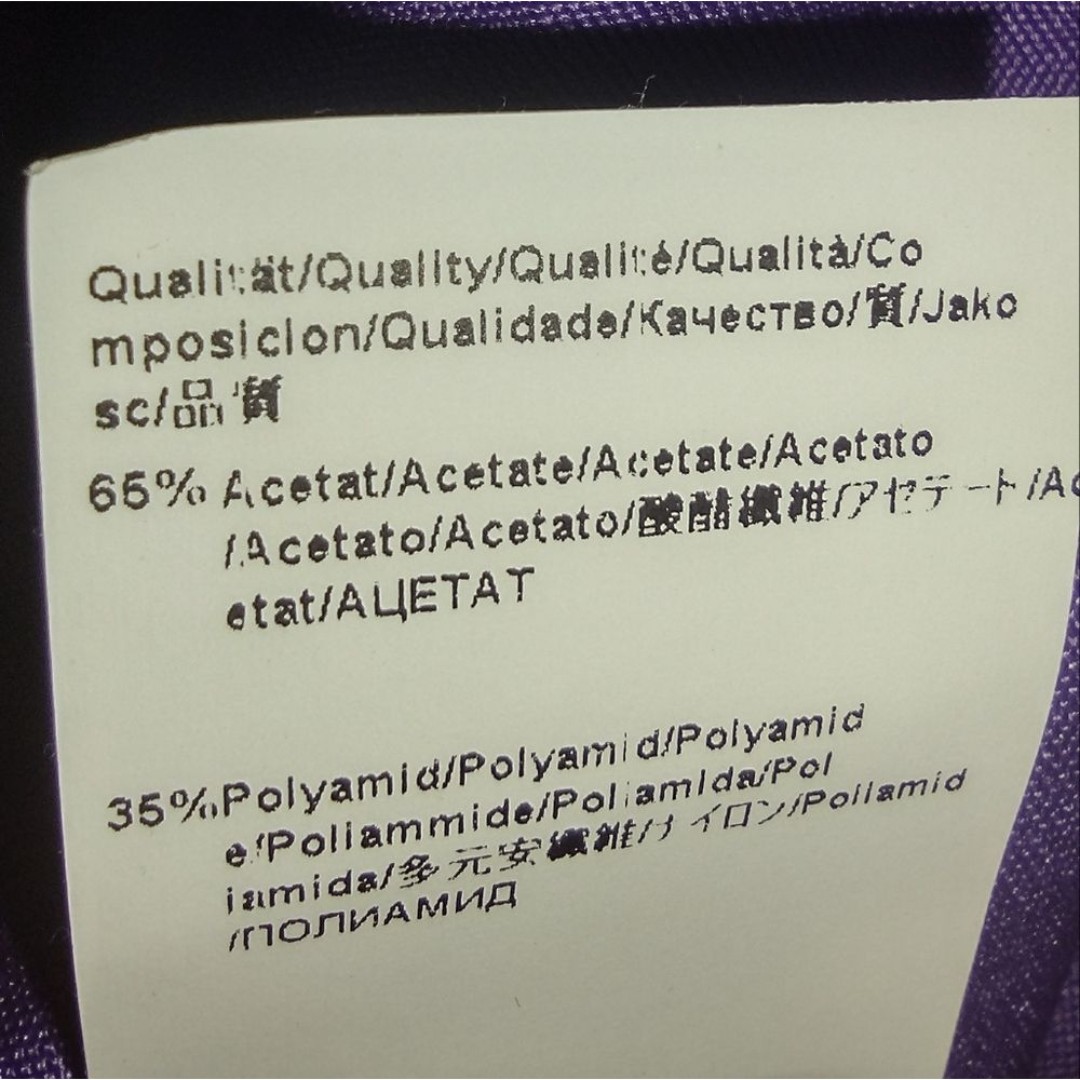 Qualität/Quality/Qualité/Qualità/Co
mposicion/Qualidade/Качество/質/Jako
sc/品質
65% Acetat/Acetate/Acetate/Acetato
/Acetato/Acetato/酸醋纖維/アセテート/Ac
etat/АЦЕТАТ
35% Polyamid/Polyamid/Polyamid
e/Poliammide/Poliamida/Pol
iamida/多元安纖維/ナイロン/Poliamid
/ПОЛИАМИД